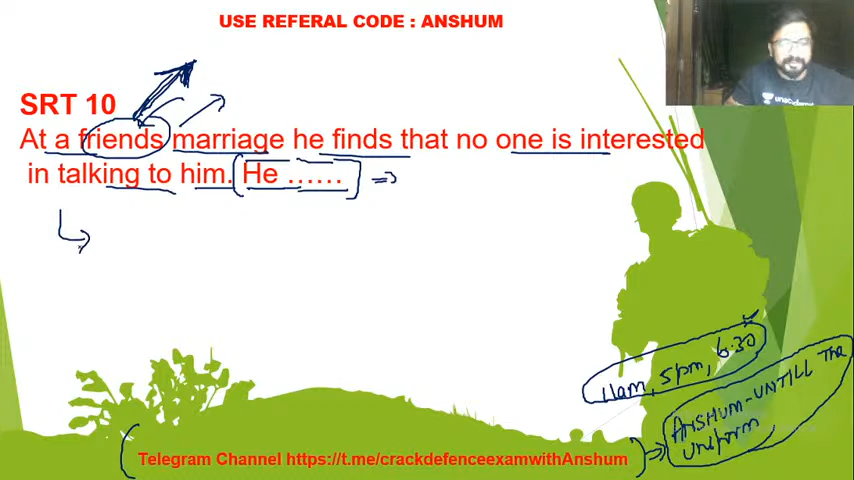 USE REFERAL CODE : ANSHUM
unacademy
SRT 10
At a friends marriage he finds that no one is interested
in talking to him. He ......
11am, 5pm, 6:30
ANSHUM-UNTILL THE
uniform
Telegram Channel https://t.me/crackdefenceexamwithAnshum